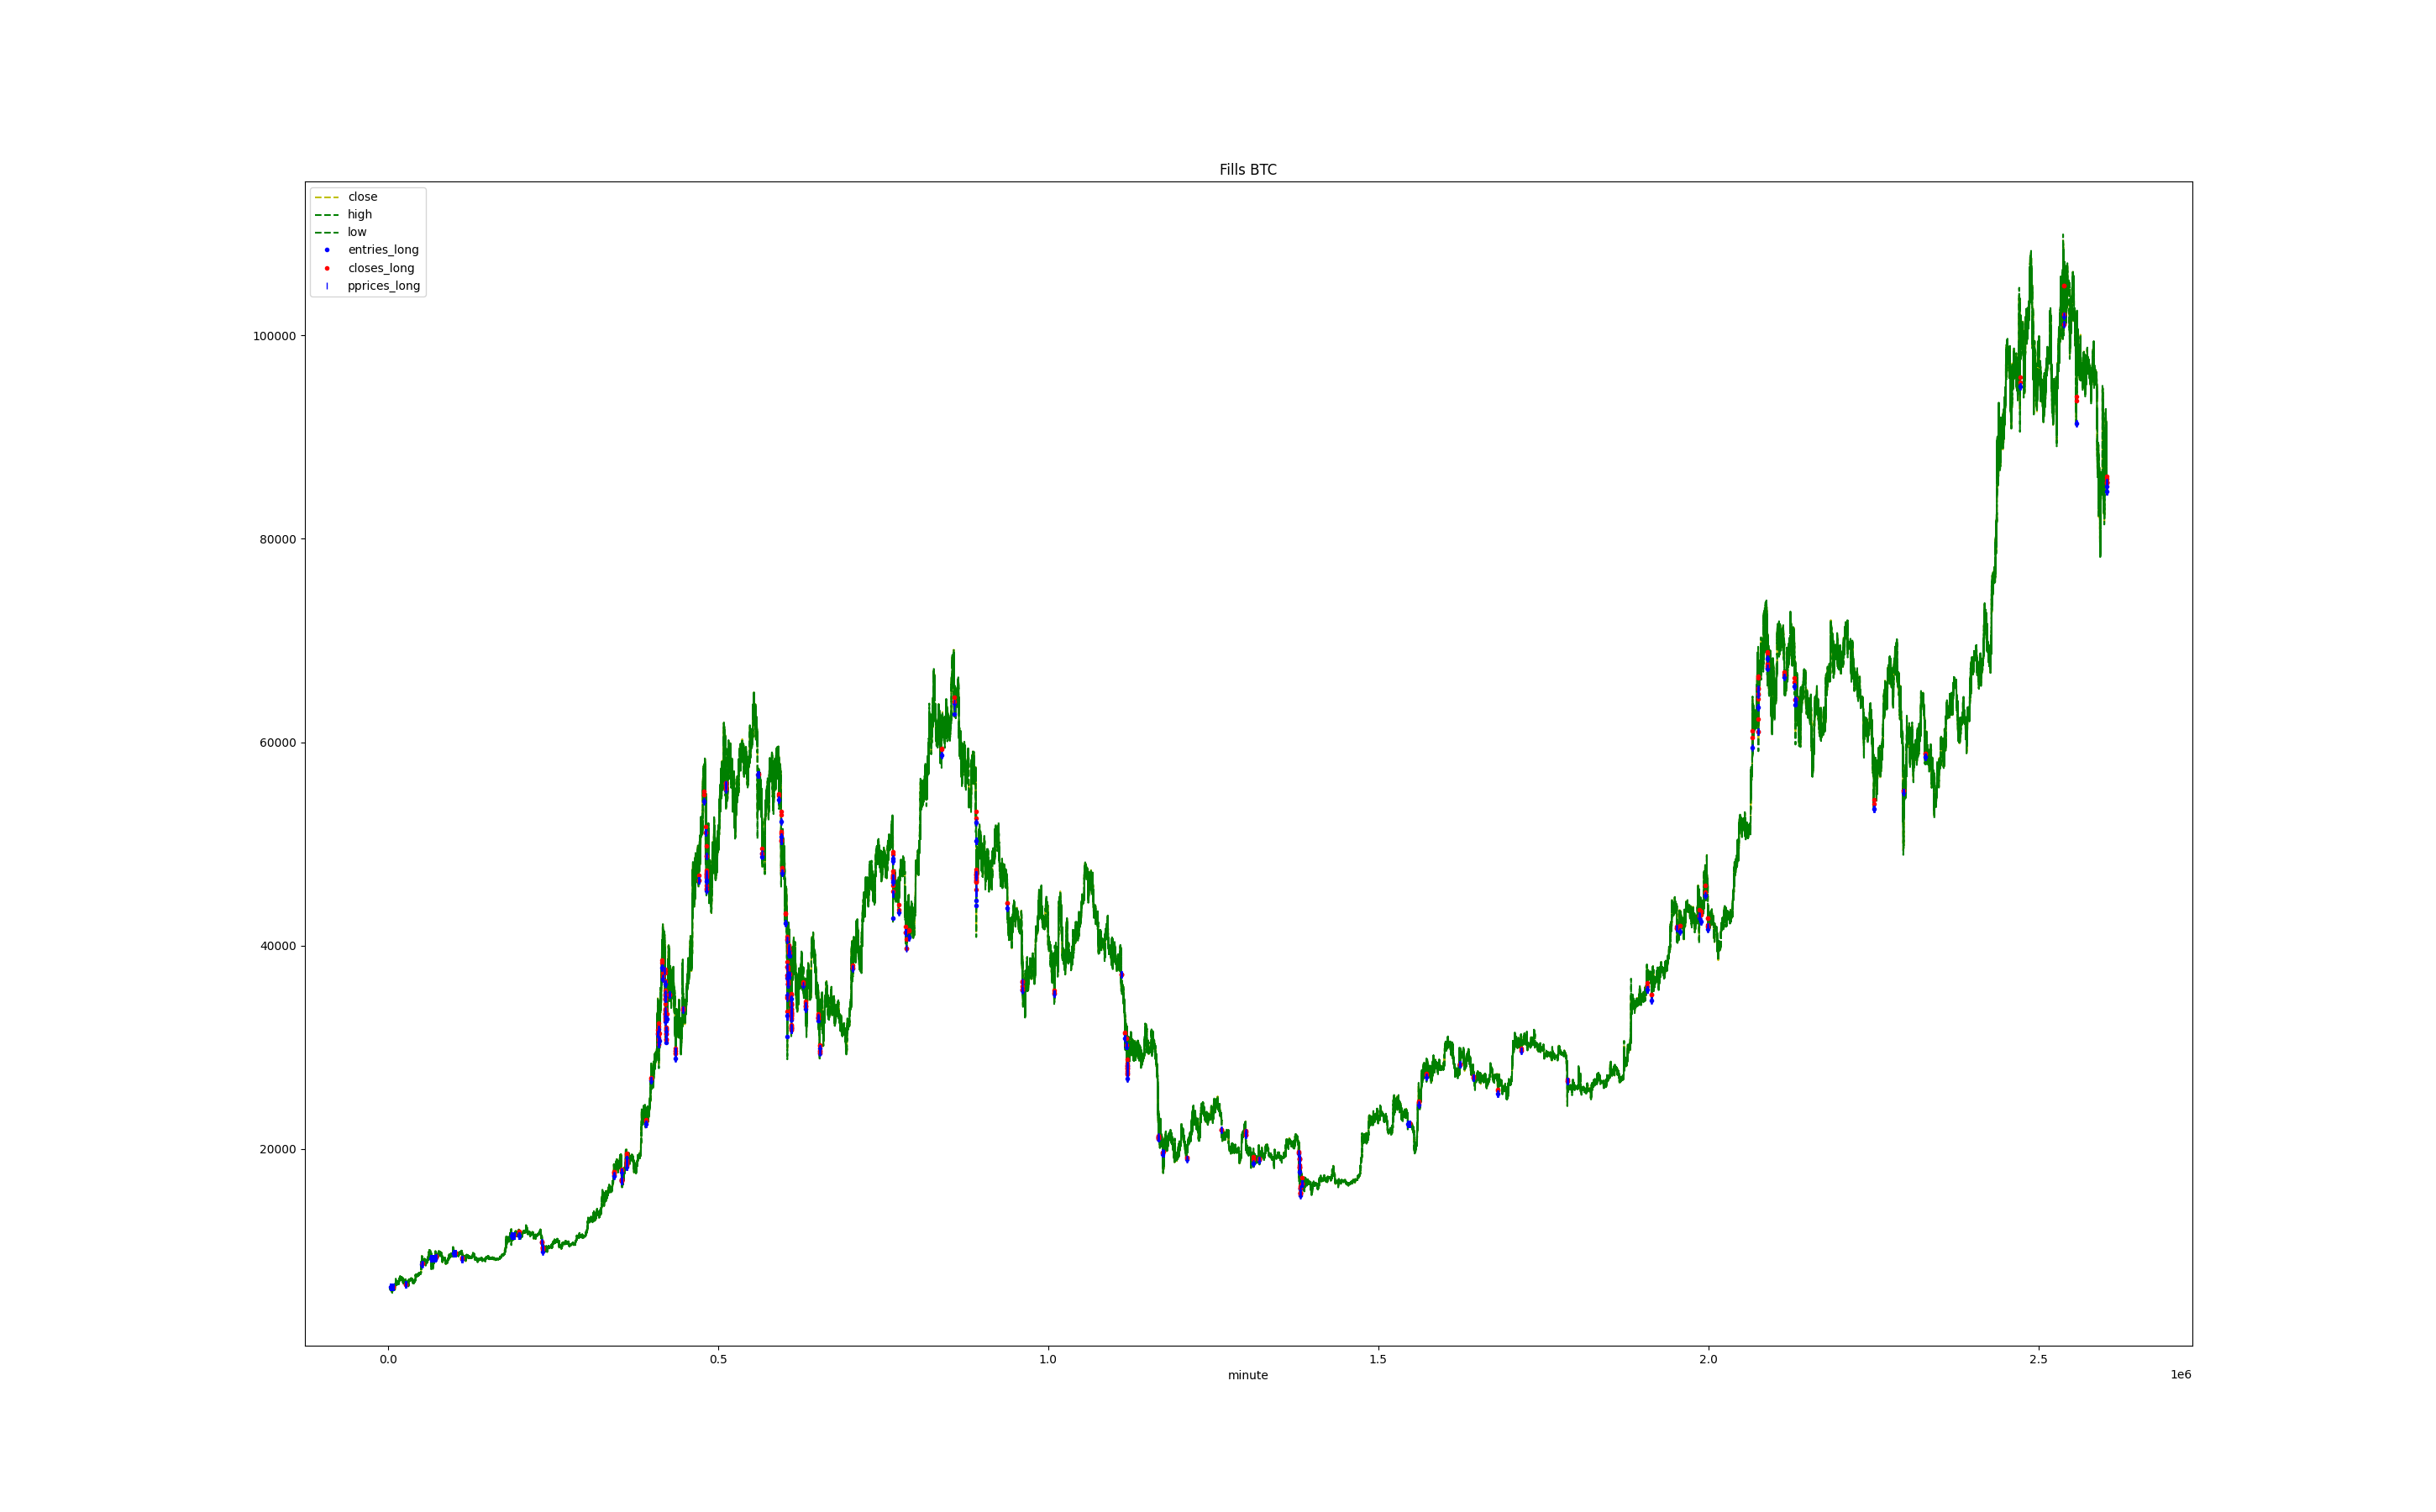 Fills BTC
close
high
low
entries_long
closes_long
pprices_long
100000
80000
60000
40000
20000
0.0
0.5
1.0
1.5
2.0
2.5
minute
1e6